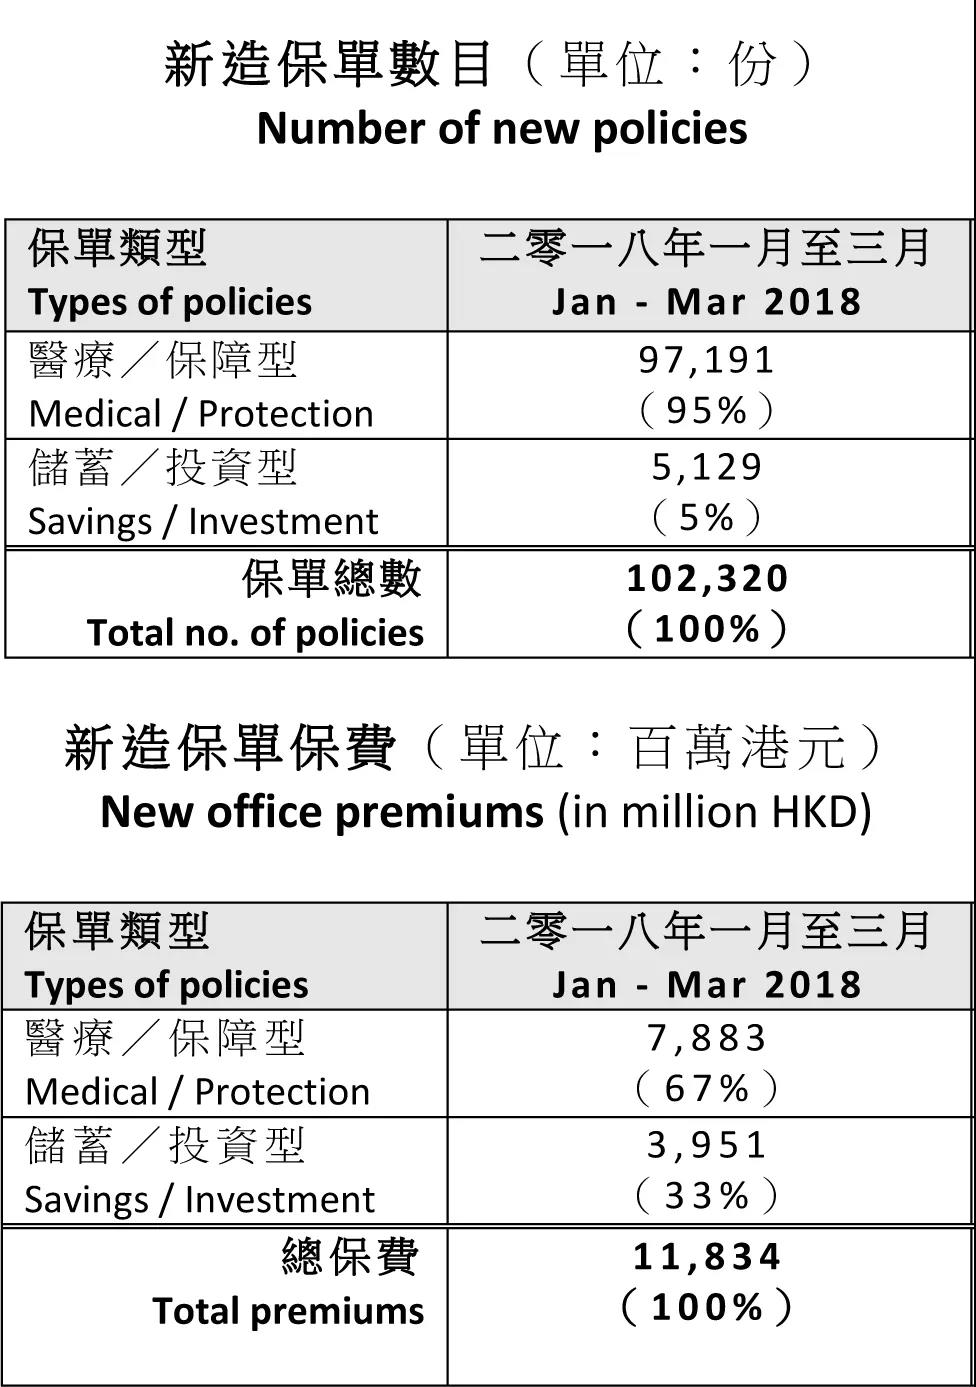 新造保單數目（單位：份）
Number of new policies
保單類型 二零一八年一月至三月
Types of policies Jan - Mar 2018
醫療／保障型 97,191
Medical / Protection （95%）
儲蓄／投資型 5,129
Savings / Investment （5%）
保單總數 102,320
Total no. of policies （100%）
新造保單保費（單位：百萬港元）
New office premiums (in million HKD)
保單類型 二零一八年一月至三月
Types of policies Jan - Mar 2018
醫療／保障型 7,883
Medical / Protection （67%）
儲蓄／投資型 3,951
Savings / Investment （33%）
總保費 11,834
Total premiums （100%）